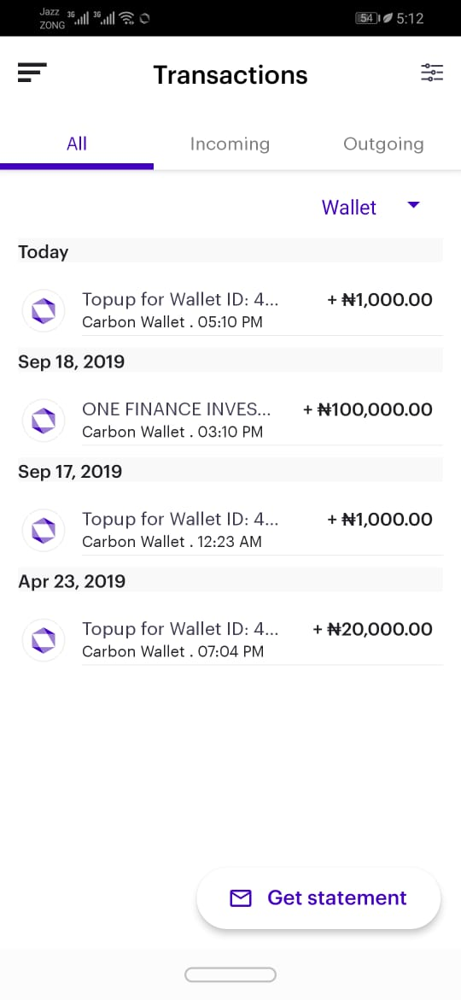 Jazz 3G 3G 54 5:12
ZONG
Transactions
All Incoming Outgoing
Wallet
Today
Topup for Wallet ID: 4... + ₦1,000.00
Carbon Wallet . 05:10 PM
Sep 18, 2019
ONE FINANCE INVES... + ₦100,000.00
Carbon Wallet . 03:10 PM
Sep 17, 2019
Topup for Wallet ID: 4... + ₦1,000.00
Carbon Wallet . 12:23 AM
Apr 23, 2019
Topup for Wallet ID: 4... + ₦20,000.00
Carbon Wallet . 07:04 PM
Get statement